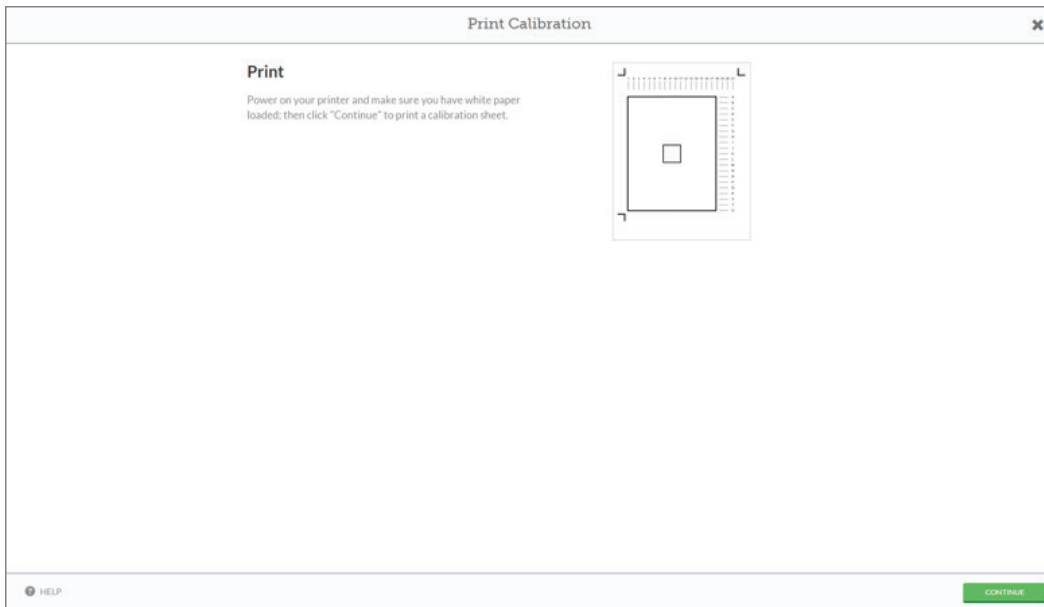 Print Calibration
Print
Power on your printer and make sure you have white paper
loaded; then click "Continue" to print a calibration sheet.
HELP
CONTINUE